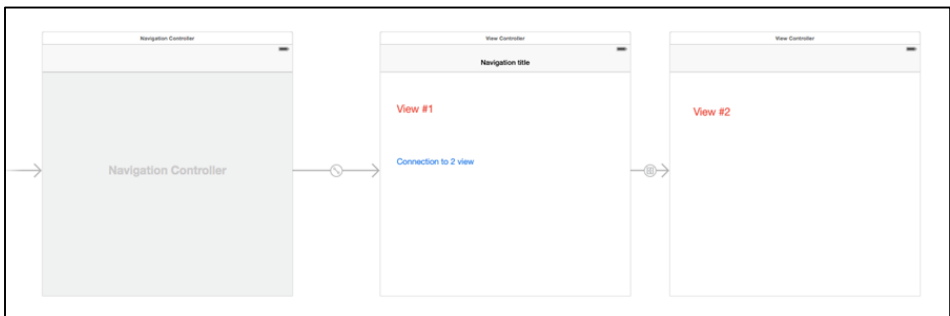 Navigation Controller
Navigation Controller
View Controller
Navigation title
View #1
Connection to 2 view
View Controller
View #2